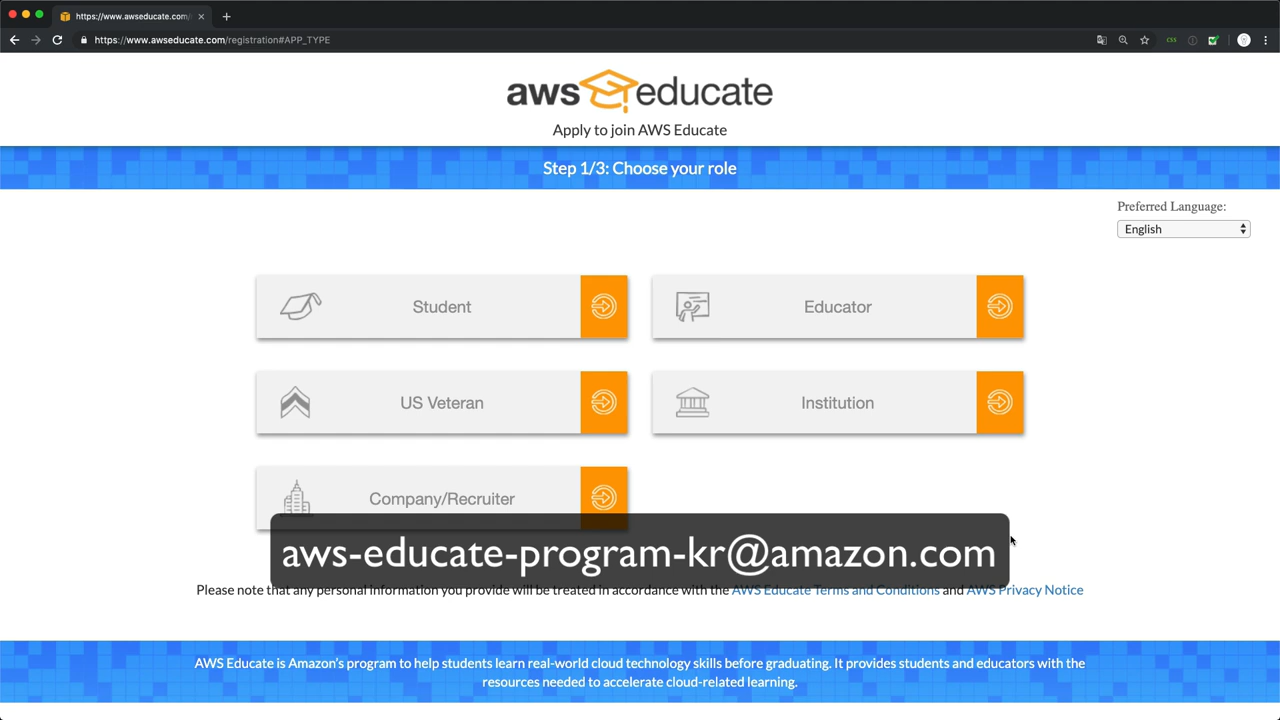 https://www.awseducate.com/
https://www.awseducate.com/registration#APP_TYPE
css
aws educate
Apply to join AWS Educate
Step 1/3: Choose your role
Preferred Language:
English
Student
Educator
US Veteran
Institution
Company/Recruiter
aws-educate-program-kr@amazon.com
Please note that any personal information you provide will be treated in accordance with the AWS Educate Terms and Conditions and AWS Privacy Notice
AWS Educate is Amazon's program to help students learn real-world cloud technology skills before graduating. It provides students and educators with the
resources needed to accelerate cloud-related learning.